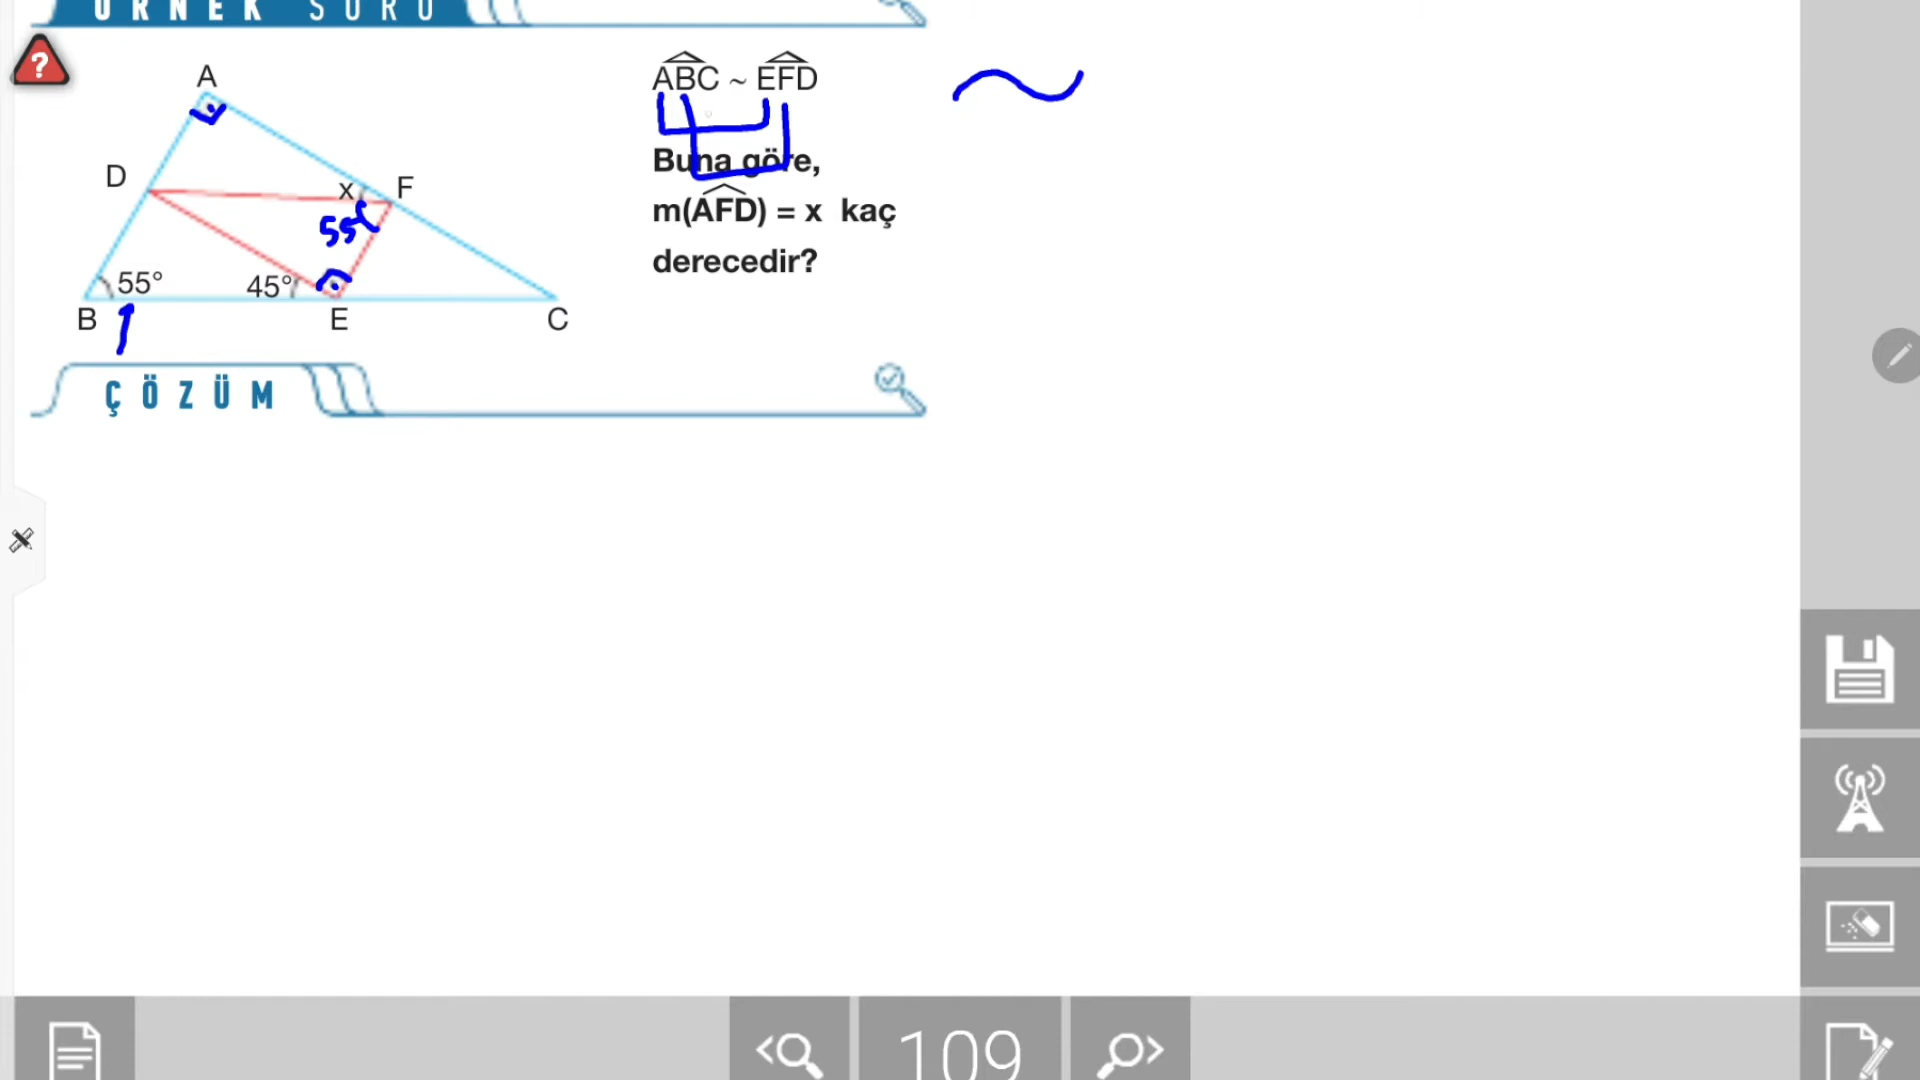 ÖRNEK SORU
?
A
D
x
F
55
55°
45°
B
E
C
ABC ~ EFD
Buna göre,
m(AFD) = x kaç
derecedir?
ÇÖZÜM
109